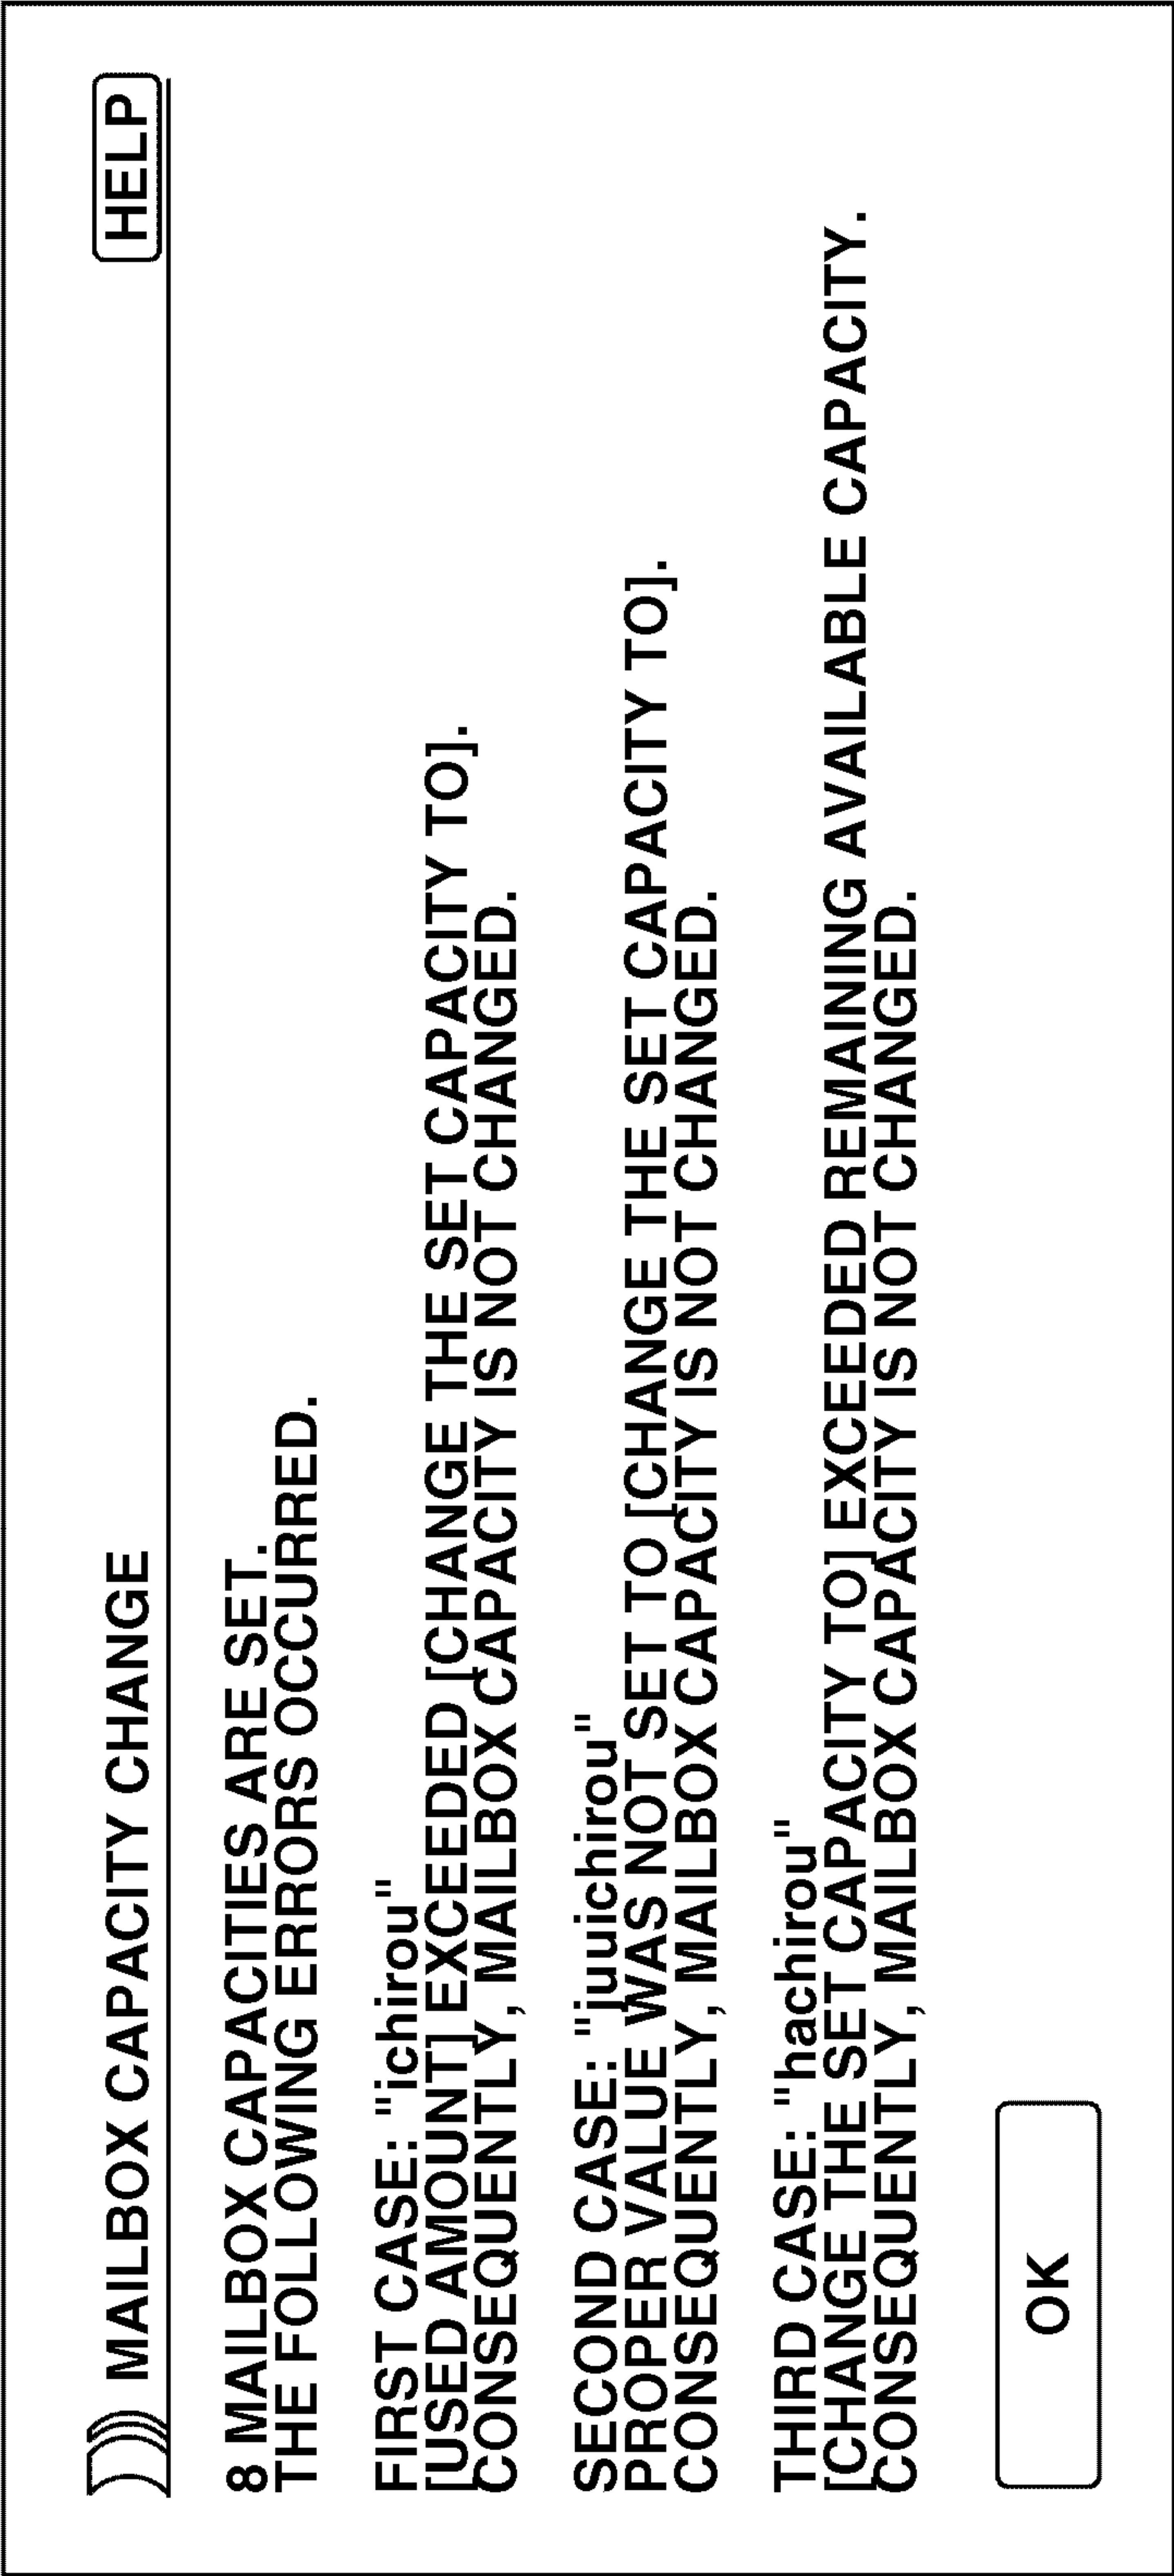 MAILBOX CAPACITY CHANGE
HELP
8 MAILBOX CAPACITIES ARE SET.
THE FOLLOWING ERRORS OCCURRED.
FIRST CASE: "ichirou"
[USED AMOUNT] EXCEEDED [CHANGE THE SET CAPACITY TO].
CONSEQUENTLY, MAILBOX CAPACITY IS NOT CHANGED.
SECOND CASE: "juuichirou"
PROPER VALUE WAS NOT SET TO [CHANGE THE SET CAPACITY TO].
CONSEQUENTLY, MAILBOX CAPACITY IS NOT CHANGED.
THIRD CASE: "hachirou"
[CHANGE THE SET CAPACITY TO] EXCEEDED REMAINING AVAILABLE CAPACITY.
CONSEQUENTLY, MAILBOX CAPACITY IS NOT CHANGED.
OK